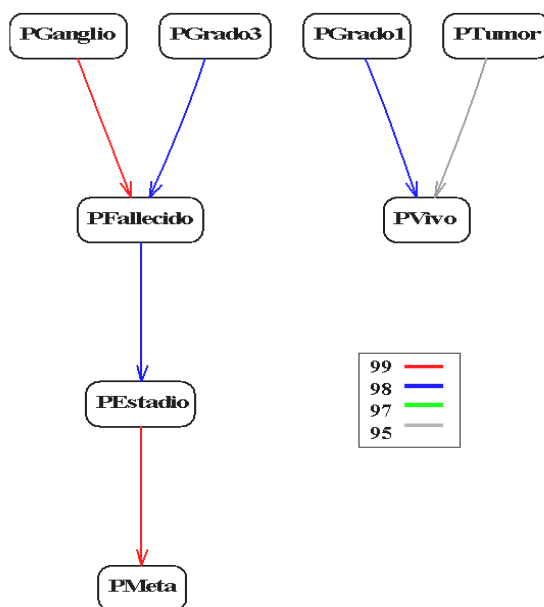 PGanglio PGrado3 PGrado1 PTumor
PFallecido PVivo
99
98
PEstadio 97
95
PMeta